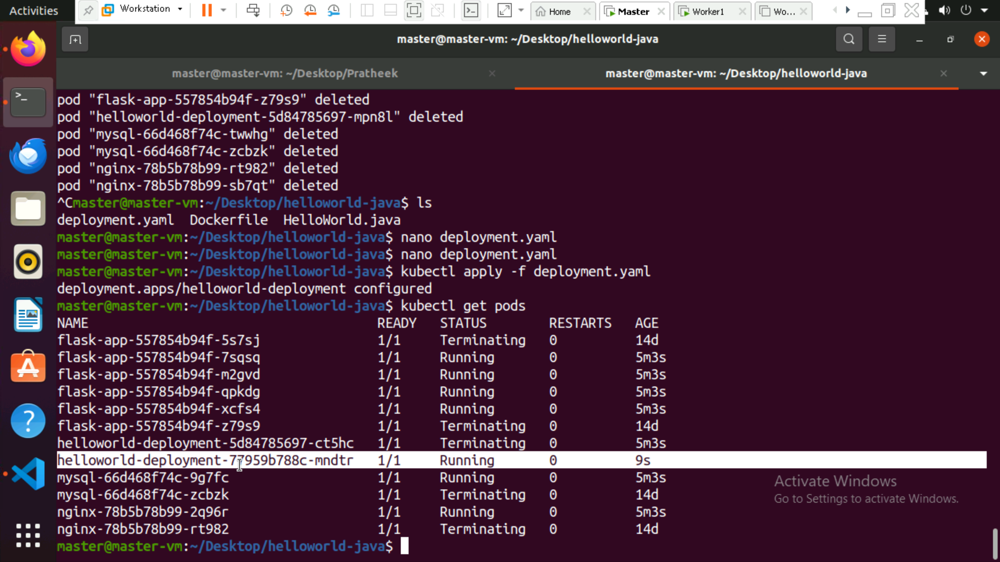 Activities
Workstation
Home
Master
Worker1
Wo...
master@master-vm: ~/Desktop/helloworld-java
master@master-vm: ~/Desktop/Pratheek
master@master-vm: ~/Desktop/helloworld-java
pod "flask-app-557854b94f-z79s9" deleted
pod "helloworld-deployment-5d84785697-mpn8l" deleted
pod "mysql-66d468f74c-twwhg" deleted
pod "mysql-66d468f74c-zcbzk" deleted
pod "nginx-78b5b78b99-rt982" deleted
pod "nginx-78b5b78b99-sb7qt" deleted
^Cmaster@master-vm:~/Desktop/helloworld-java$ ls
deployment.yaml  Dockerfile  HelloWorld.java
master@master-vm:~/Desktop/helloworld-java$ nano deployment.yaml
master@master-vm:~/Desktop/helloworld-java$ nano deployment.yaml
master@master-vm:~/Desktop/helloworld-java$ kubectl apply -f deployment.yaml
deployment.apps/helloworld-deployment configured
master@master-vm:~/Desktop/helloworld-java$ kubectl get pods
NAME READY STATUS RESTARTS AGE
flask-app-557854b94f-5s7sj 1/1 Terminating 0 14d
flask-app-557854b94f-7sqsq 1/1 Running 0 5m3s
flask-app-557854b94f-m2gvd 1/1 Running 0 5m3s
flask-app-557854b94f-qpkdg 1/1 Running 0 5m3s
flask-app-557854b94f-xcfs4 1/1 Running 0 5m3s
flask-app-557854b94f-z79s9 1/1 Terminating 0 14d
helloworld-deployment-5d84785697-ct5hc 1/1 Terminating 0 5m3s
helloworld-deployment-77959b788c-mndtr 1/1 Running 0 9s
mysql-66d468f74c-9g7fc 1/1 Running 0 5m3s
mysql-66d468f74c-zcbzk 1/1 Terminating 0 14d
nginx-78b5b78b99-2q96r 1/1 Running 0 5m3s
nginx-78b5b78b99-rt982 1/1 Terminating 0 14d
master@master-vm:~/Desktop/helloworld-java$
Activate Windows
Go to Settings to activate Windows.